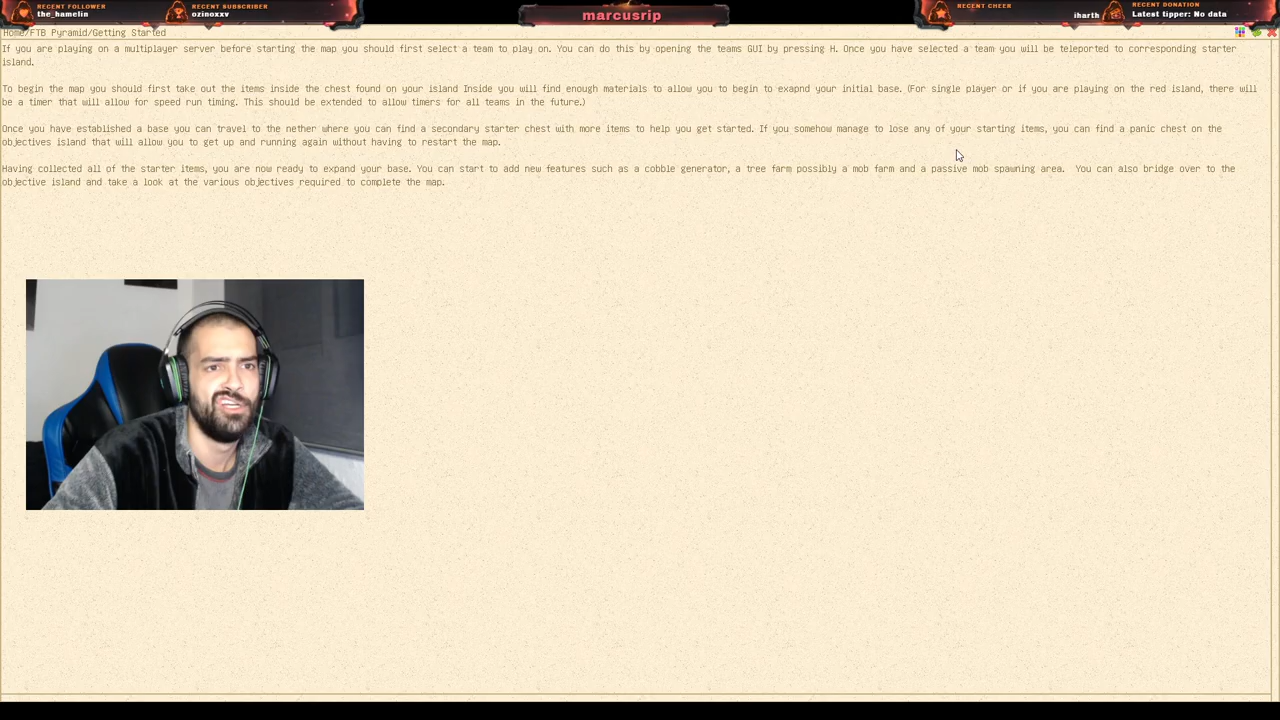 RECENT FOLLOWER
the_hamelin
RECENT SUBSCRIBER
ozinoxxv
marcusrip
RECENT CHEER
iharth
RECENT DONATION
Latest tipper: No data
Home/FTB Pyramid/Getting Started
If you are playing on a multiplayer server before starting the map you should first select a team to play on. You can do this by opening the teams GUI by pressing H. Once you have selected a team you will be teleported to corresponding starter
island.
To begin the map you should first take out the items inside the chest found on your island Inside you will find enough materials to allow you to begin to exapnd your initial base. (For single player or if you are playing on the red island, there will
be a timer that will allow for speed run timing. This should be extended to allow timers for all teams in the future.)
Once you have established a base you can travel to the nether where you can find a secondary starter chest with more items to help you get started. If you somehow manage to lose any of your starting items, you can find a panic chest on the
objectives island that will allow you to get up and running again without having to restart the map.
Having collected all of the starter items, you are now ready to expand your base. You can start to add new features such as a cobble generator, a tree farm possibly a mob farm and a passive mob spawning area.  You can also bridge over to the
objective island and take a look at the various objectives required to complete the map.